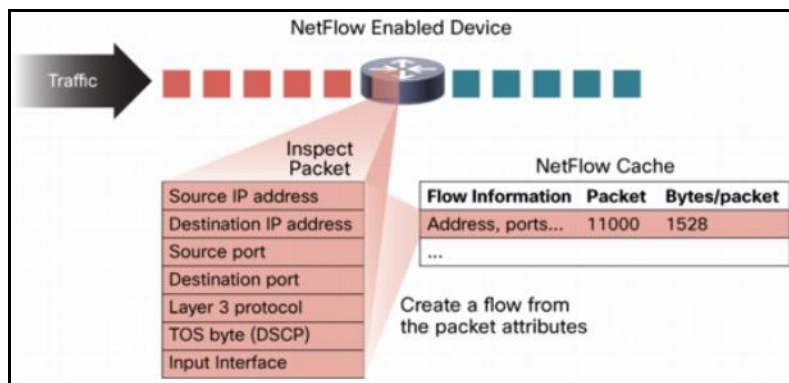 NetFlow Enabled Device
Traffic
Inspect
Packet
Source IP address
Destination IP address
Source port
Destination port
Layer 3 protocol
TOS byte (DSCP)
Input Interface
NetFlow Cache
Flow Information Packet Bytes/packet
Address, ports... 11000 1528
...
Create a flow from
the packet attributes